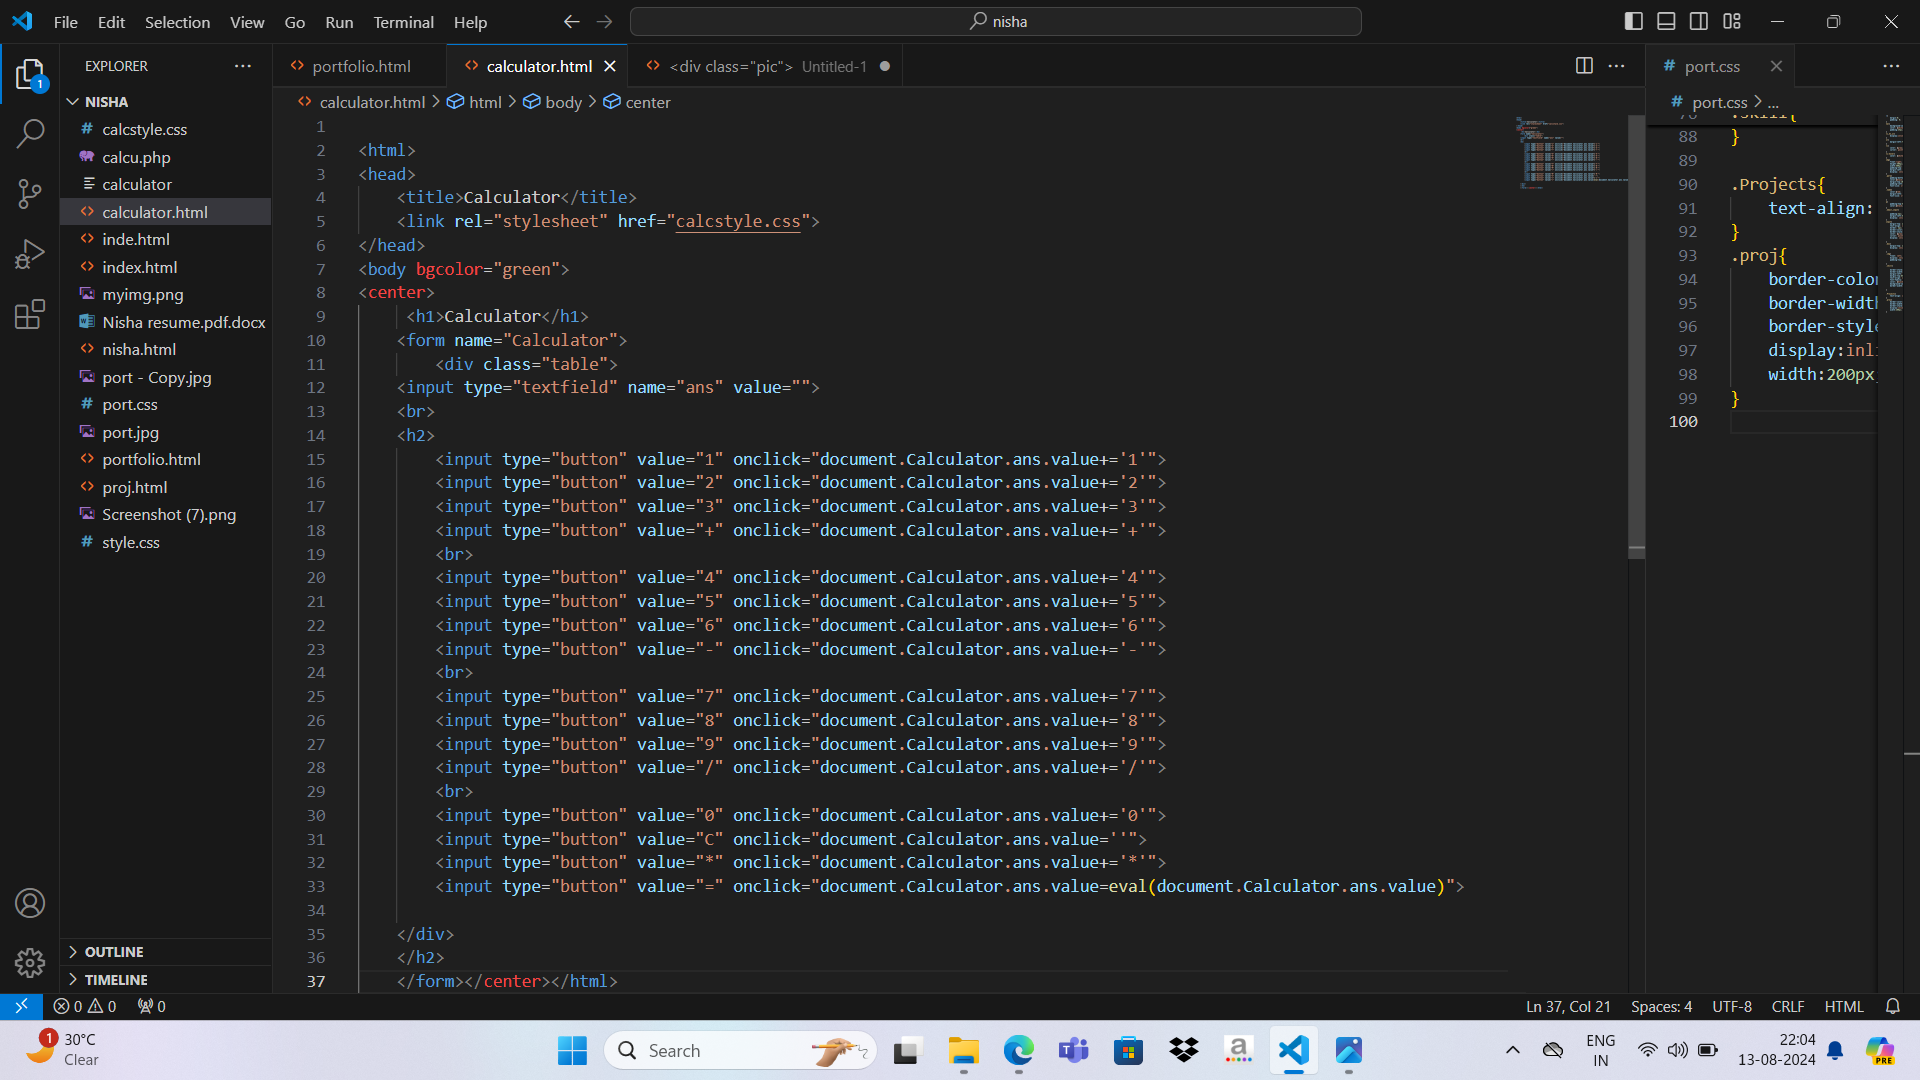 File Edit Selection View Go Run Terminal Help
nisha
EXPLORER
NISHA
calcstyle.css
calcu.php
calculator
calculator.html
inde.html
index.html
myimg.png
Nisha resume.pdf.docx
nisha.html
port - Copy.jpg
port.css
port.jpg
portfolio.html
proj.html
Screenshot (7).png
style.css
OUTLINE
TIMELINE
portfolio.html
calculator.html
<div class="pic"> Untitled-1
calculator.html > html > body > center
1
2 <html>
3 <head>
4 <title>Calculator</title>
5 <link rel="stylesheet" href="calcstyle.css">
6 </head>
7 <body bgcolor="green">
8 <center>
9 <h1>Calculator</h1>
10 <form name="Calculator">
11 <div class="table">
12 <input type="textfield" name="ans" value="">
13 <br>
14 <h2>
15 <input type="button" value="1" onclick="document.Calculator.ans.value+='1'">
16 <input type="button" value="2" onclick="document.Calculator.ans.value+='2'">
17 <input type="button" value="3" onclick="document.Calculator.ans.value+='3'">
18 <input type="button" value="+" onclick="document.Calculator.ans.value+='+'">
19 <br>
20 <input type="button" value="4" onclick="document.Calculator.ans.value+='4'">
21 <input type="button" value="5" onclick="document.Calculator.ans.value+='5'">
22 <input type="button" value="6" onclick="document.Calculator.ans.value+='6'">
23 <input type="button" value="-" onclick="document.Calculator.ans.value+='-'">
24 <br>
25 <input type="button" value="7" onclick="document.Calculator.ans.value+='7'">
26 <input type="button" value="8" onclick="document.Calculator.ans.value+='8'">
27 <input type="button" value="9" onclick="document.Calculator.ans.value+='9'">
28 <input type="button" value="/" onclick="document.Calculator.ans.value+='/'">
29 <br>
30 <input type="button" value="0" onclick="document.Calculator.ans.value+='0'">
31 <input type="button" value="C" onclick="document.Calculator.ans.value=''">
32 <input type="button" value="*" onclick="document.Calculator.ans.value+='*'">
33 <input type="button" value="=" onclick="document.Calculator.ans.value=eval(document.Calculator.ans.value)">
34
35 </div>
36 </h2>
37 </form></center></html>
port.css
port.css > ...
88 }
89
90 .Projects{
91 text-align:
92 }
93 .proj{
94 border-colo
95 border-widt
96 border-styl
97 display:inl
98 width:200px
99 }
100
0 0 0
Ln 37, Col 21 Spaces: 4 UTF-8 CRLF HTML
1 30°C
Clear
Search
a
PRE
ENG
IN
22:04
13-08-2024